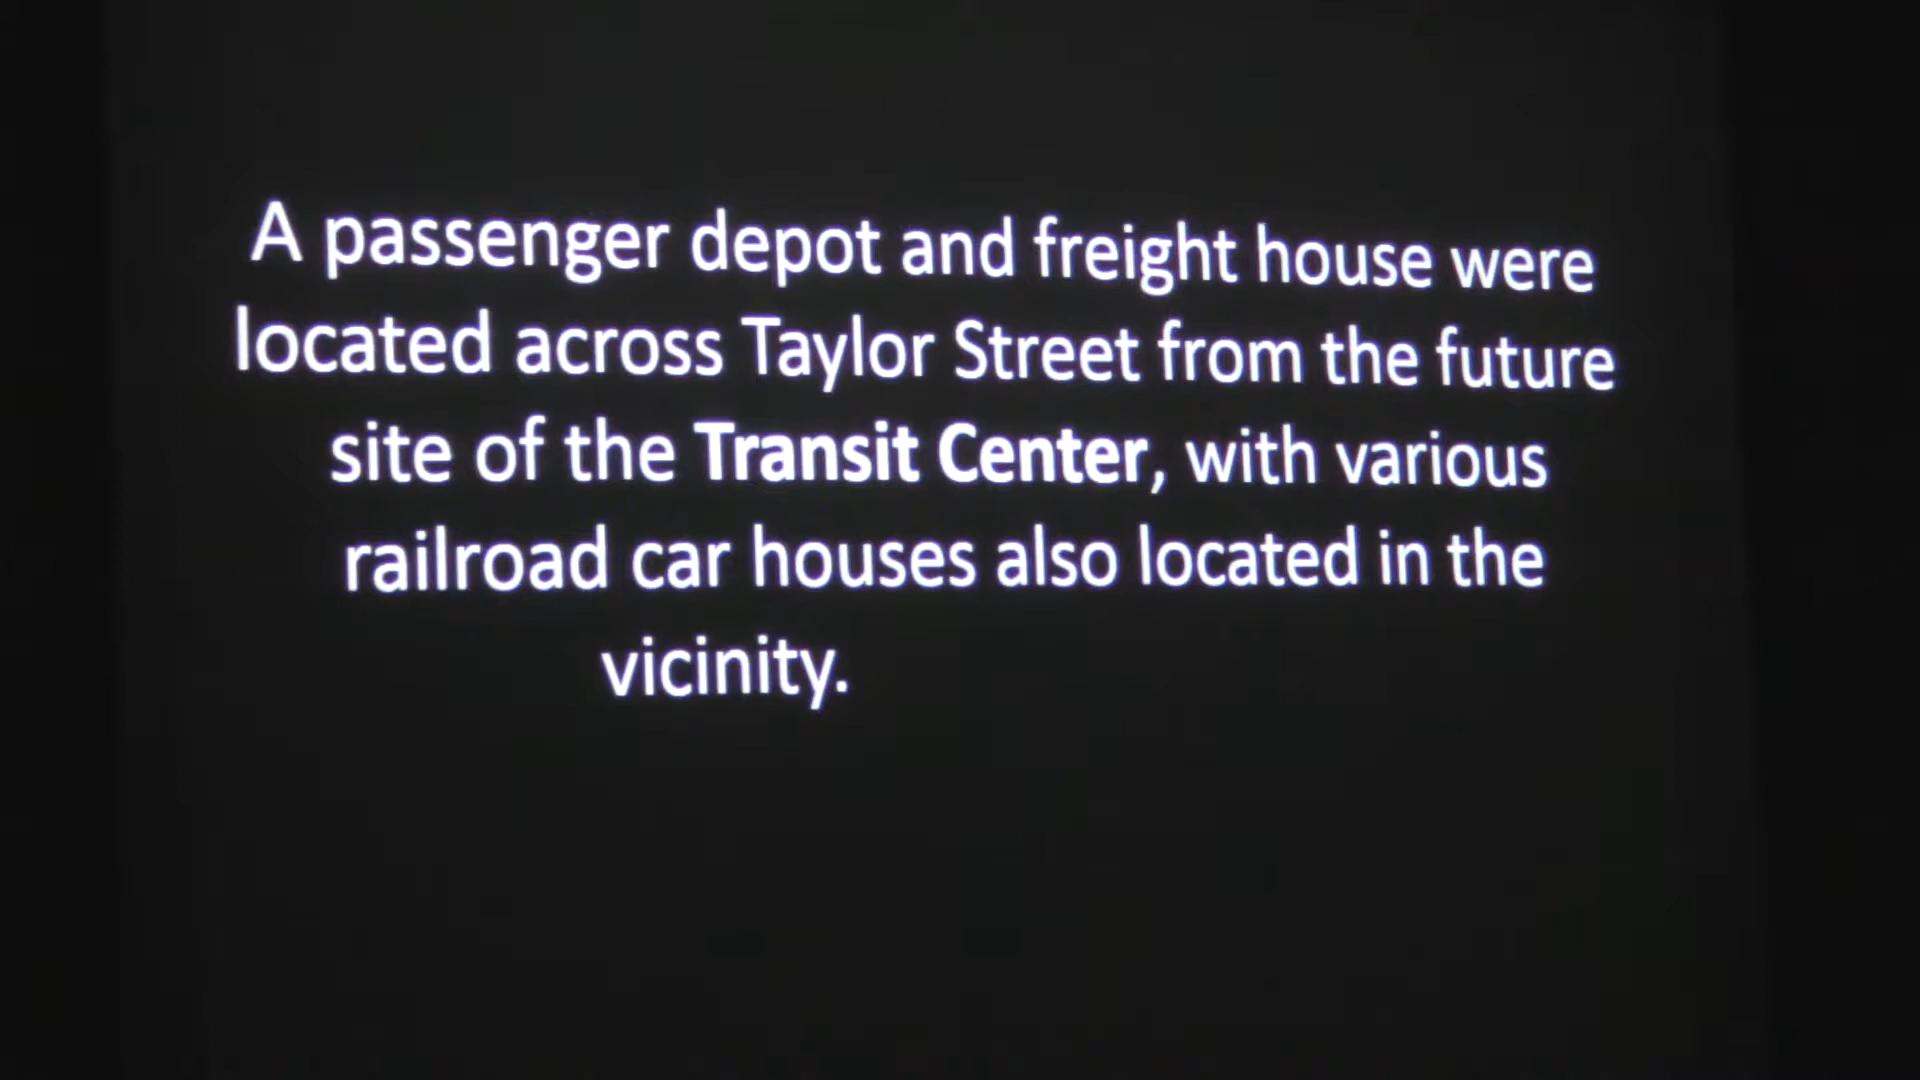 A passenger depot and freight house were
located across Taylor Street from the future
site of the Transit Center, with various
railroad car houses also located in the
vicinity.